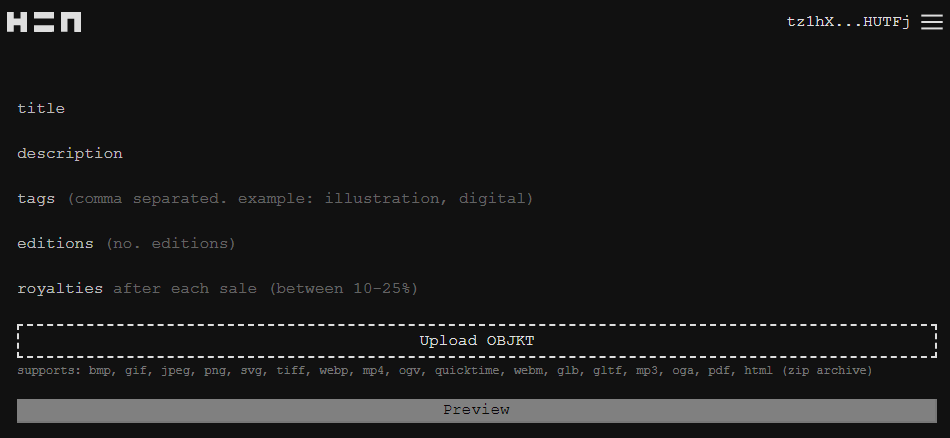 H=N
tz1hX...HUTFj
title
description
tags (comma separated. example: illustration, digital)
editions (no. editions)
royalties after each sale (between 10-25%)
Upload OBJKT
supports: bmp, gif, jpeg, png, svg, tiff, webp, mp4, ogv, quicktime, webm, glb, gltf, mp3, oga, pdf, html (zip archive)
Preview